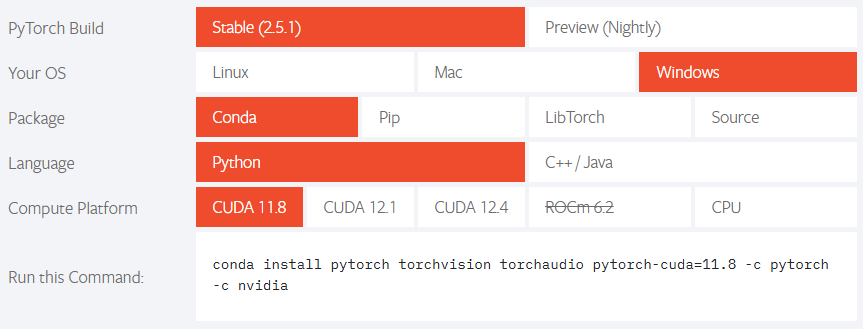 PyTorch Build Stable (2.5.1) Preview (Nightly)
Your OS Linux Mac Windows
Package Conda Pip LibTorch Source
Language Python C++ / Java
Compute Platform CUDA 11.8 CUDA 12.1 CUDA 12.4 ROCm 6.2 CPU
Run this Command: conda install pytorch torchvision torchaudio pytorch-cuda=11.8 -c pytorch
-c nvidia